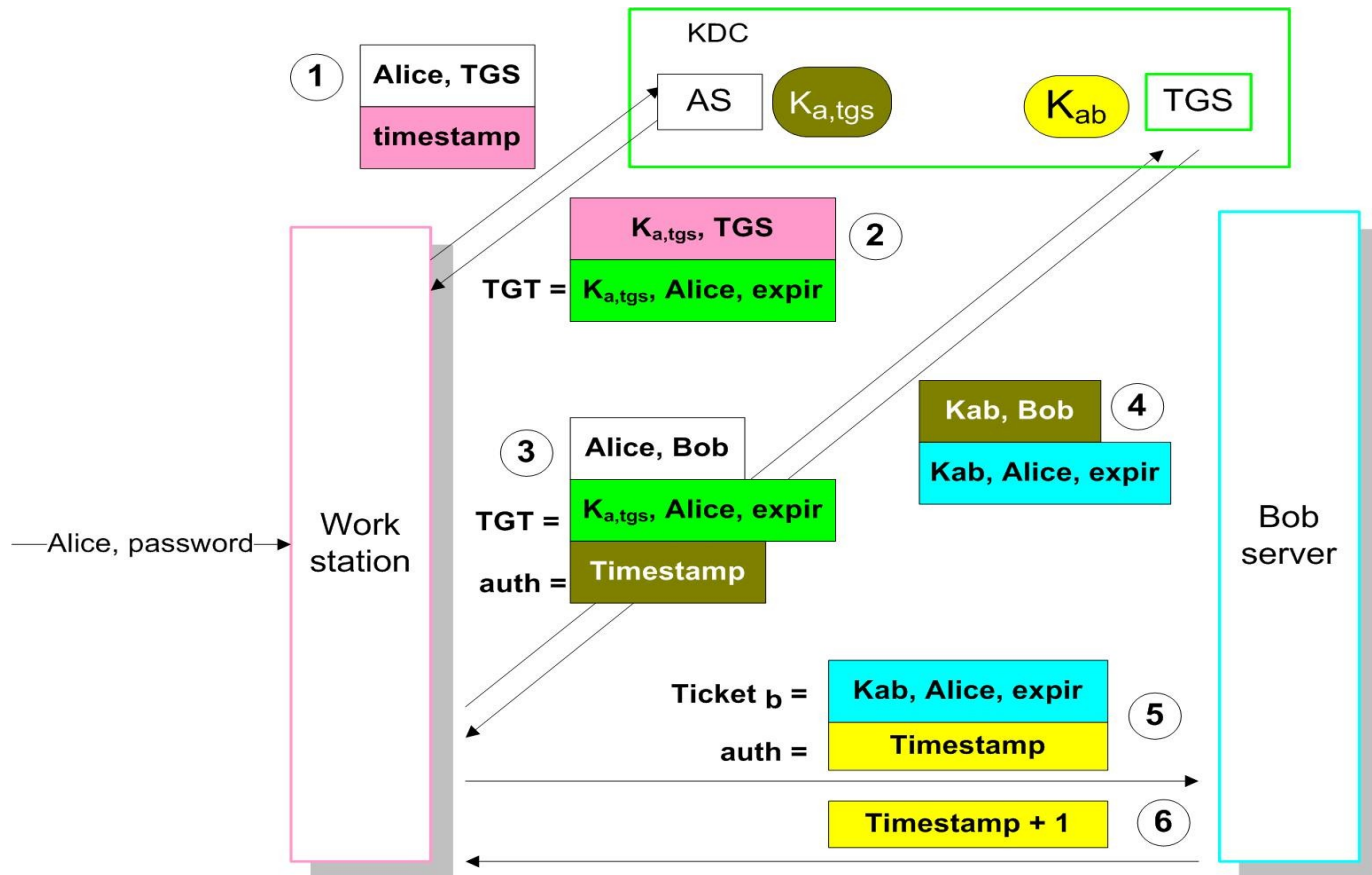 KDC
1
Alice, TGS
timestamp
AS
Ka,tgs
Kab
TGS
Ka,tgs, TGS
2
TGT = Ka,tgs, Alice, expir
Kab, Bob
4
Kab, Alice, expir
3
Alice, Bob
TGT = Ka,tgs, Alice, expir
auth = Timestamp
Alice, password
Work
station
Bob
server
Ticket b = Kab, Alice, expir
5
auth = Timestamp
Timestamp + 1
6